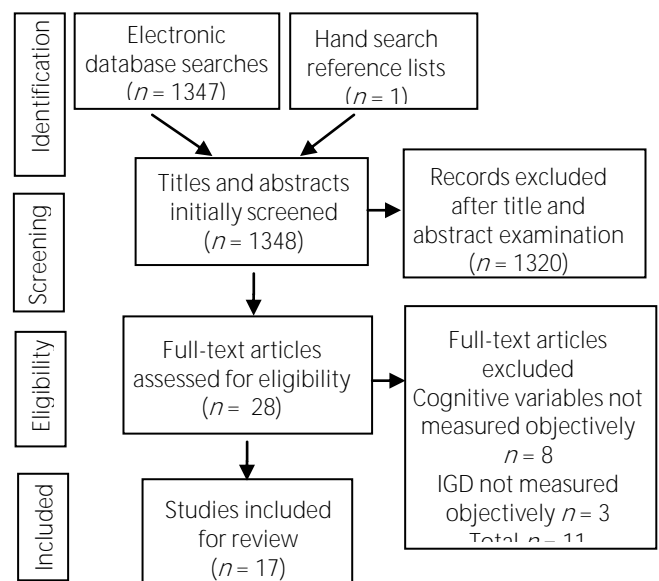 Identification
Electronic
database searches
(n = 1347)
Hand search
reference lists
(n = 1)
Screening
Titles and abstracts
initially screened
(n = 1348)
Records excluded
after title and
abstract examination
(n = 1320)
Eligibility
Full-text articles
assessed for eligibility
(n = 28)
Full-text articles
excluded
Cognitive variables not
measured objectively
n = 8
IGD not measured
objectively n = 3
Total n = 11
Included
Studies included
for review
(n = 17)